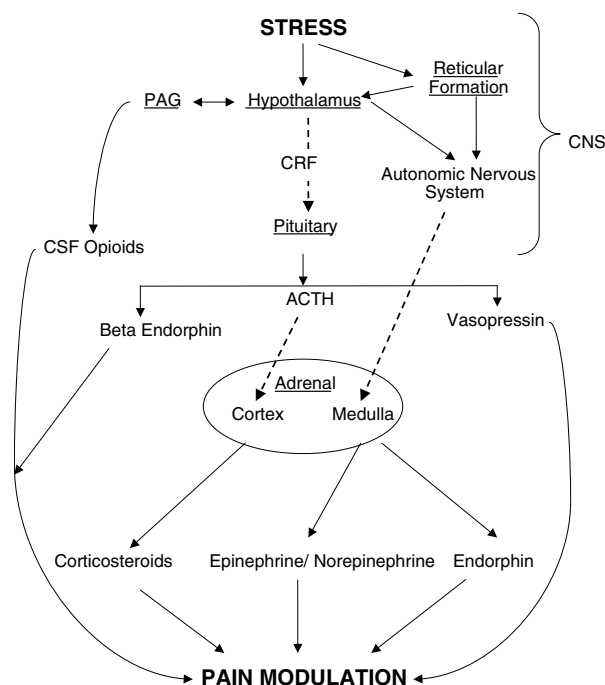 STRESS
Reticular
Formation
PAG
Hypothalamus
CNS
CRF
Autonomic Nervous
System
Pituitary
CSF Opioids
ACTH
Beta Endorphin
Vasopressin
Adrenal
Cortex
Medulla
Corticosteroids
Epinephrine/ Norepinephrine
Endorphin
PAIN MODULATION